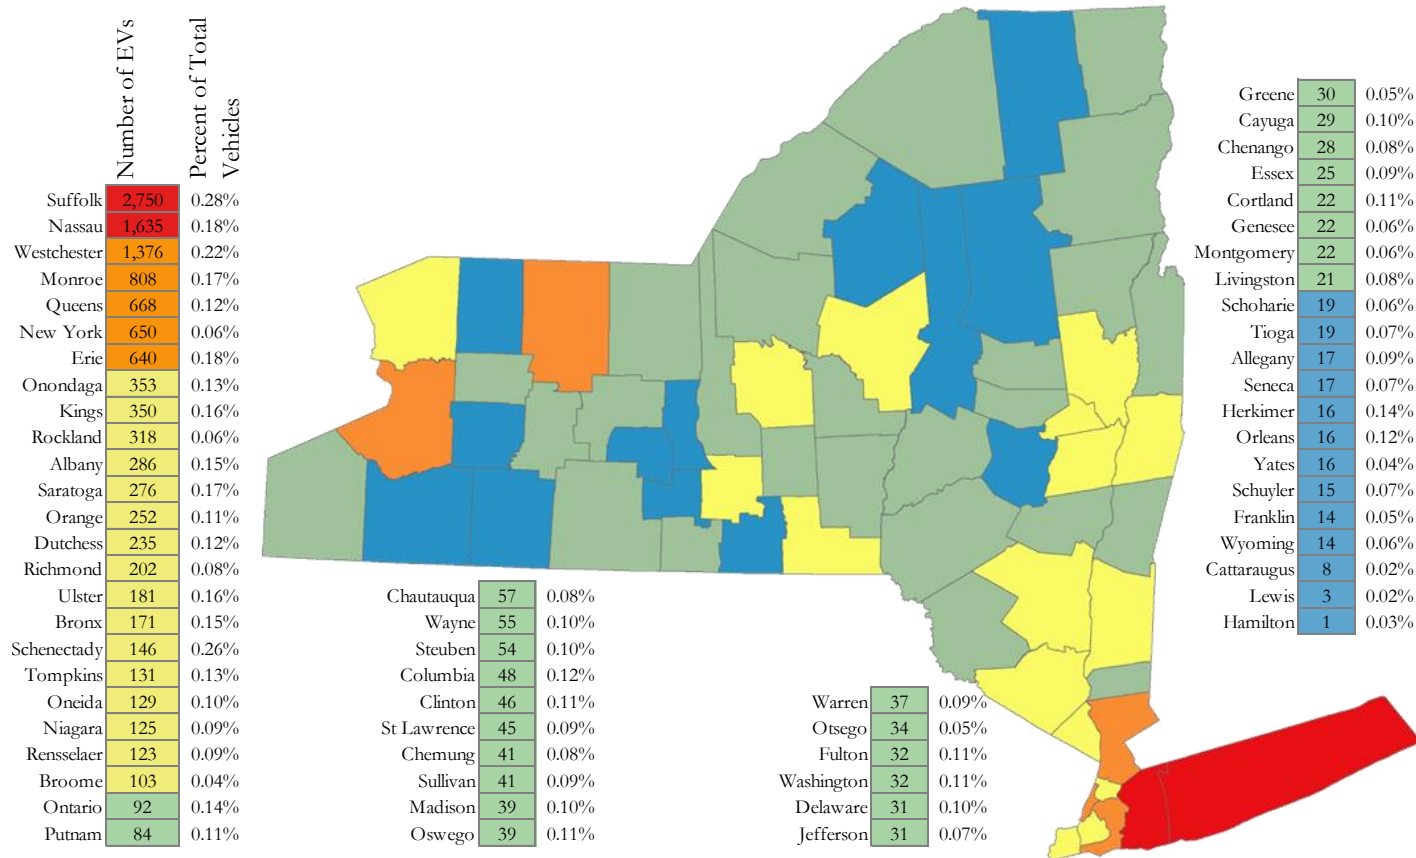 Number of EVs
Percent of Total
Vehicles
Suffolk 2,750 0.28%
Nassau 1,635 0.18%
Westchester 1,376 0.22%
Monroe 808 0.17%
Queens 668 0.12%
New York 650 0.06%
Erie 640 0.18%
Onondaga 353 0.13%
Kings 350 0.16%
Rockland 318 0.06%
Albany 286 0.15%
Saratoga 276 0.17%
Orange 252 0.11%
Dutchess 235 0.12%
Richmond 202 0.08%
Ulster 181 0.16%
Bronx 171 0.15%
Schenectady 146 0.26%
Tompkins 131 0.13%
Oneida 129 0.10%
Niagara 125 0.09%
Rensselaer 123 0.09%
Broome 103 0.04%
Ontario 92 0.14%
Putnam 84 0.11%
Chautauqua 57 0.08%
Wayne 55 0.10%
Steuben 54 0.10%
Columbia 48 0.12%
Clinton 46 0.11%
St Lawrence 45 0.09%
Chemung 41 0.08%
Sullivan 41 0.09%
Madison 39 0.10%
Oswego 39 0.11%
Warren 37 0.09%
Otsego 34 0.05%
Fulton 32 0.11%
Washington 32 0.11%
Delaware 31 0.10%
Jefferson 31 0.07%
Greene 30 0.05%
Cayuga 29 0.10%
Chenango 28 0.08%
Essex 25 0.09%
Cortland 22 0.11%
Genesee 22 0.06%
Montgomery 22 0.06%
Livingston 21 0.08%
Schoharie 19 0.06%
Tioga 19 0.07%
Allegany 17 0.09%
Seneca 17 0.07%
Herkimer 16 0.14%
Orleans 16 0.12%
Yates 16 0.04%
Schuyler 15 0.07%
Franklin 14 0.05%
Wyoming 14 0.06%
Cattaraugus 8 0.02%
Lewis 3 0.02%
Hamilton 1 0.03%